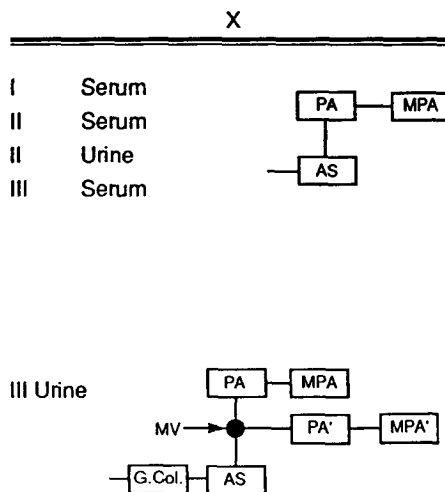 X
I Serum
PA MPA
II Serum
II Urine
AS
III Serum
PA MPA
III Urine
MV PA' MPA'
G.Col. AS